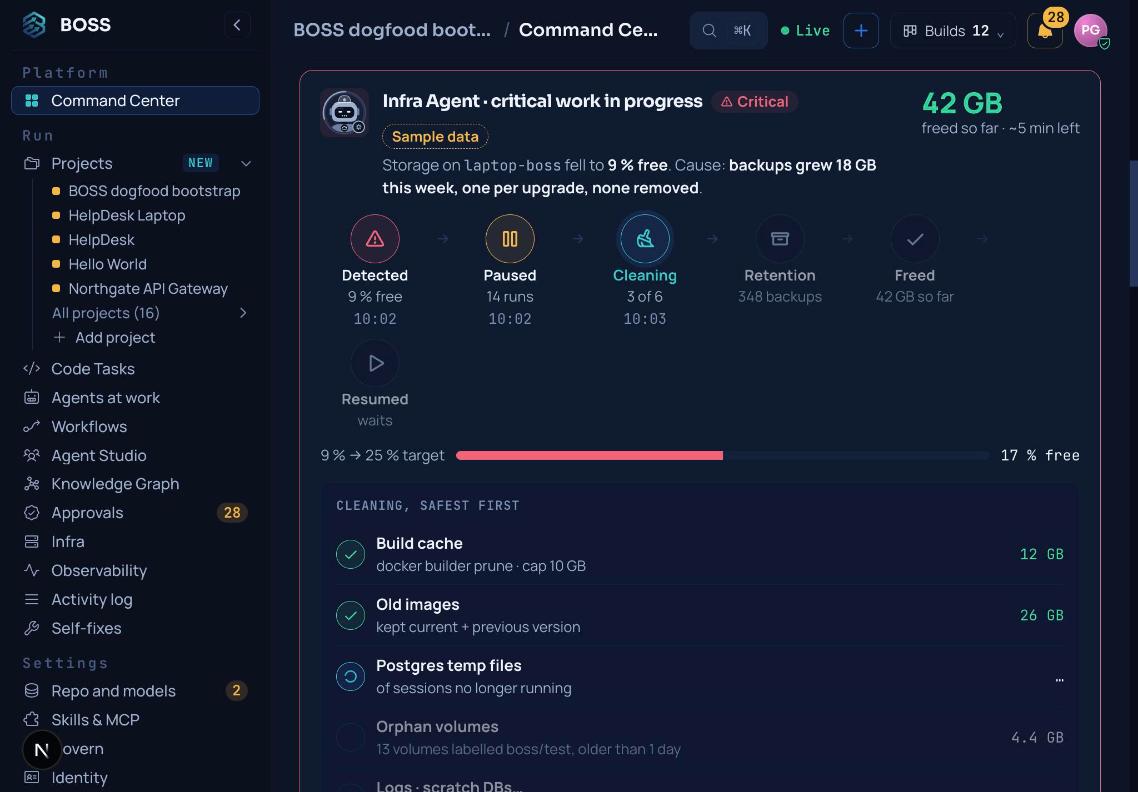 BOSS
BOSS dogfood boot... / Command Ce...
⌘K
Live
Builds 12
28
PG
Platform
Command Center
Run
Projects NEW
BOSS dogfood bootstrap
HelpDesk Laptop
HelpDesk
Hello World
Northgate API Gateway
All projects (16)
Add project
Code Tasks
Agents at work
Workflows
Agent Studio
Knowledge Graph
Approvals 28
Infra
Observability
Activity log
Self-fixes
Settings
Repo and models 2
Skills & MCP
N overn
Identity
Infra Agent · critical work in progress Critical
Sample data
Storage on laptop-boss fell to 9 % free. Cause: backups grew 18 GB
this week, one per upgrade, none removed.
42 GB
freed so far · ~5 min left
Detected
9 % free
10:02
Paused
14 runs
10:02
Cleaning
3 of 6
10:03
Retention
348 backups
Freed
42 GB so far
Resumed
waits
9 % → 25 % target 17 % free
CLEANING, SAFEST FIRST
Build cache
docker builder prune · cap 10 GB
12 GB
Old images
kept current + previous version
26 GB
Postgres temp files
of sessions no longer running
…
Orphan volumes
13 volumes labelled boss/test, older than 1 day
4.4 GB
Logs · scratch DBs…